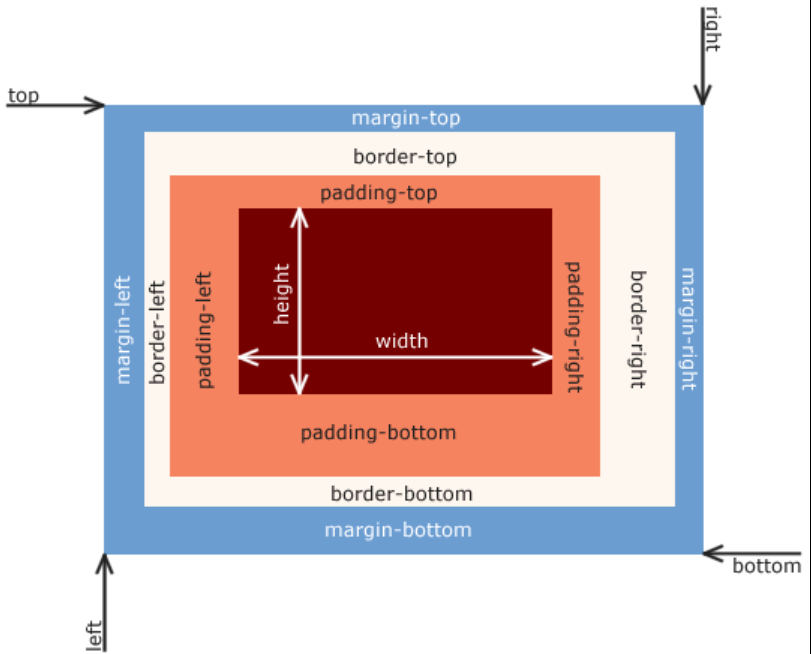 right
top
margin-top
border-top
padding-top
margin-left
border-left
padding-left
height
width
padding-right
border-right
margin-right
padding-bottom
border-bottom
margin-bottom
bottom
left